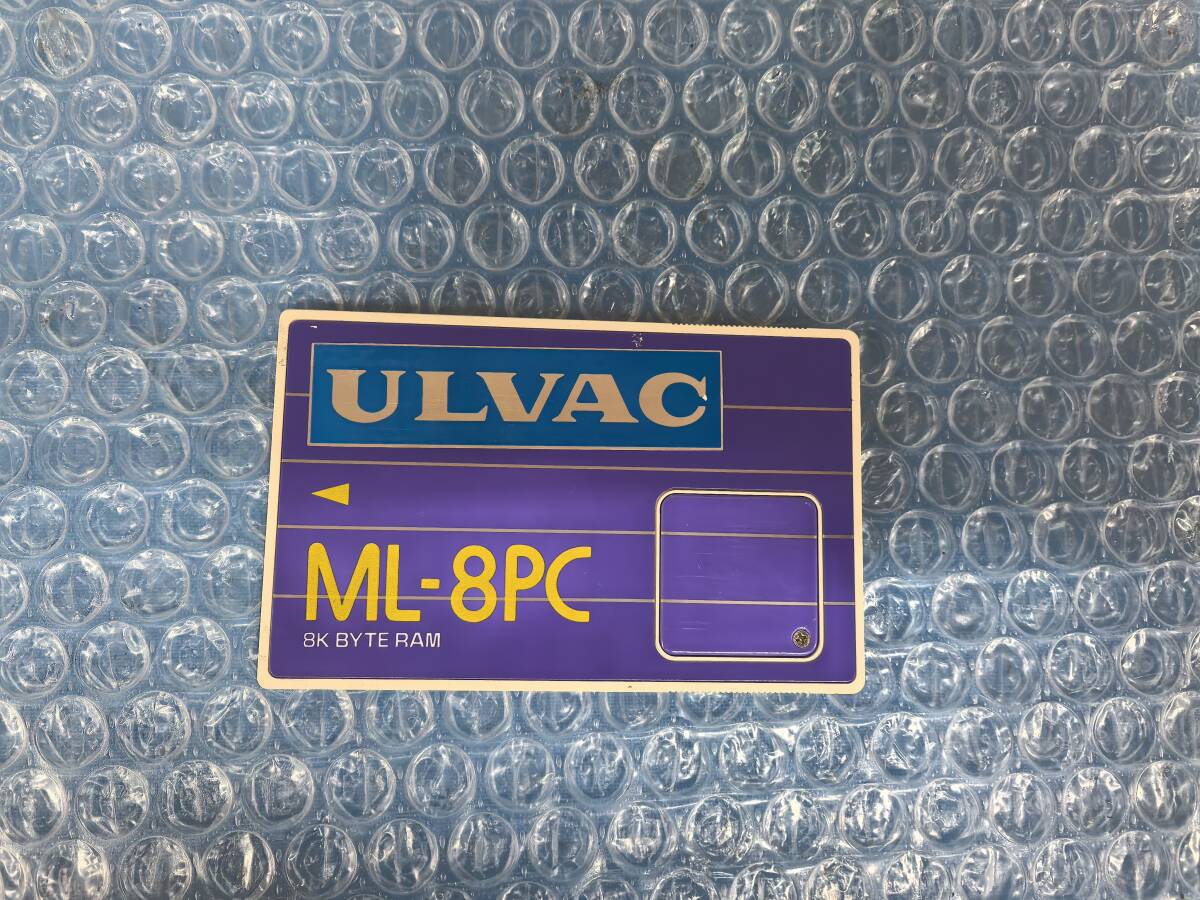 ULVAC
ML-8PC
8K BYTE RAM